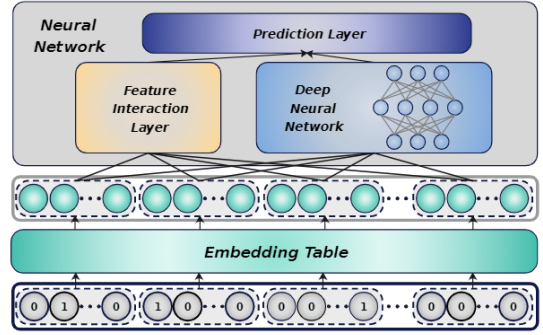 Neural
Network
Prediction Layer
Feature
Interaction
Layer
Deep
Neural
Network
Embedding Table
0 1 ... 0 1 0 ... 0 0 0 ... 1 ... 0 0 ... 0